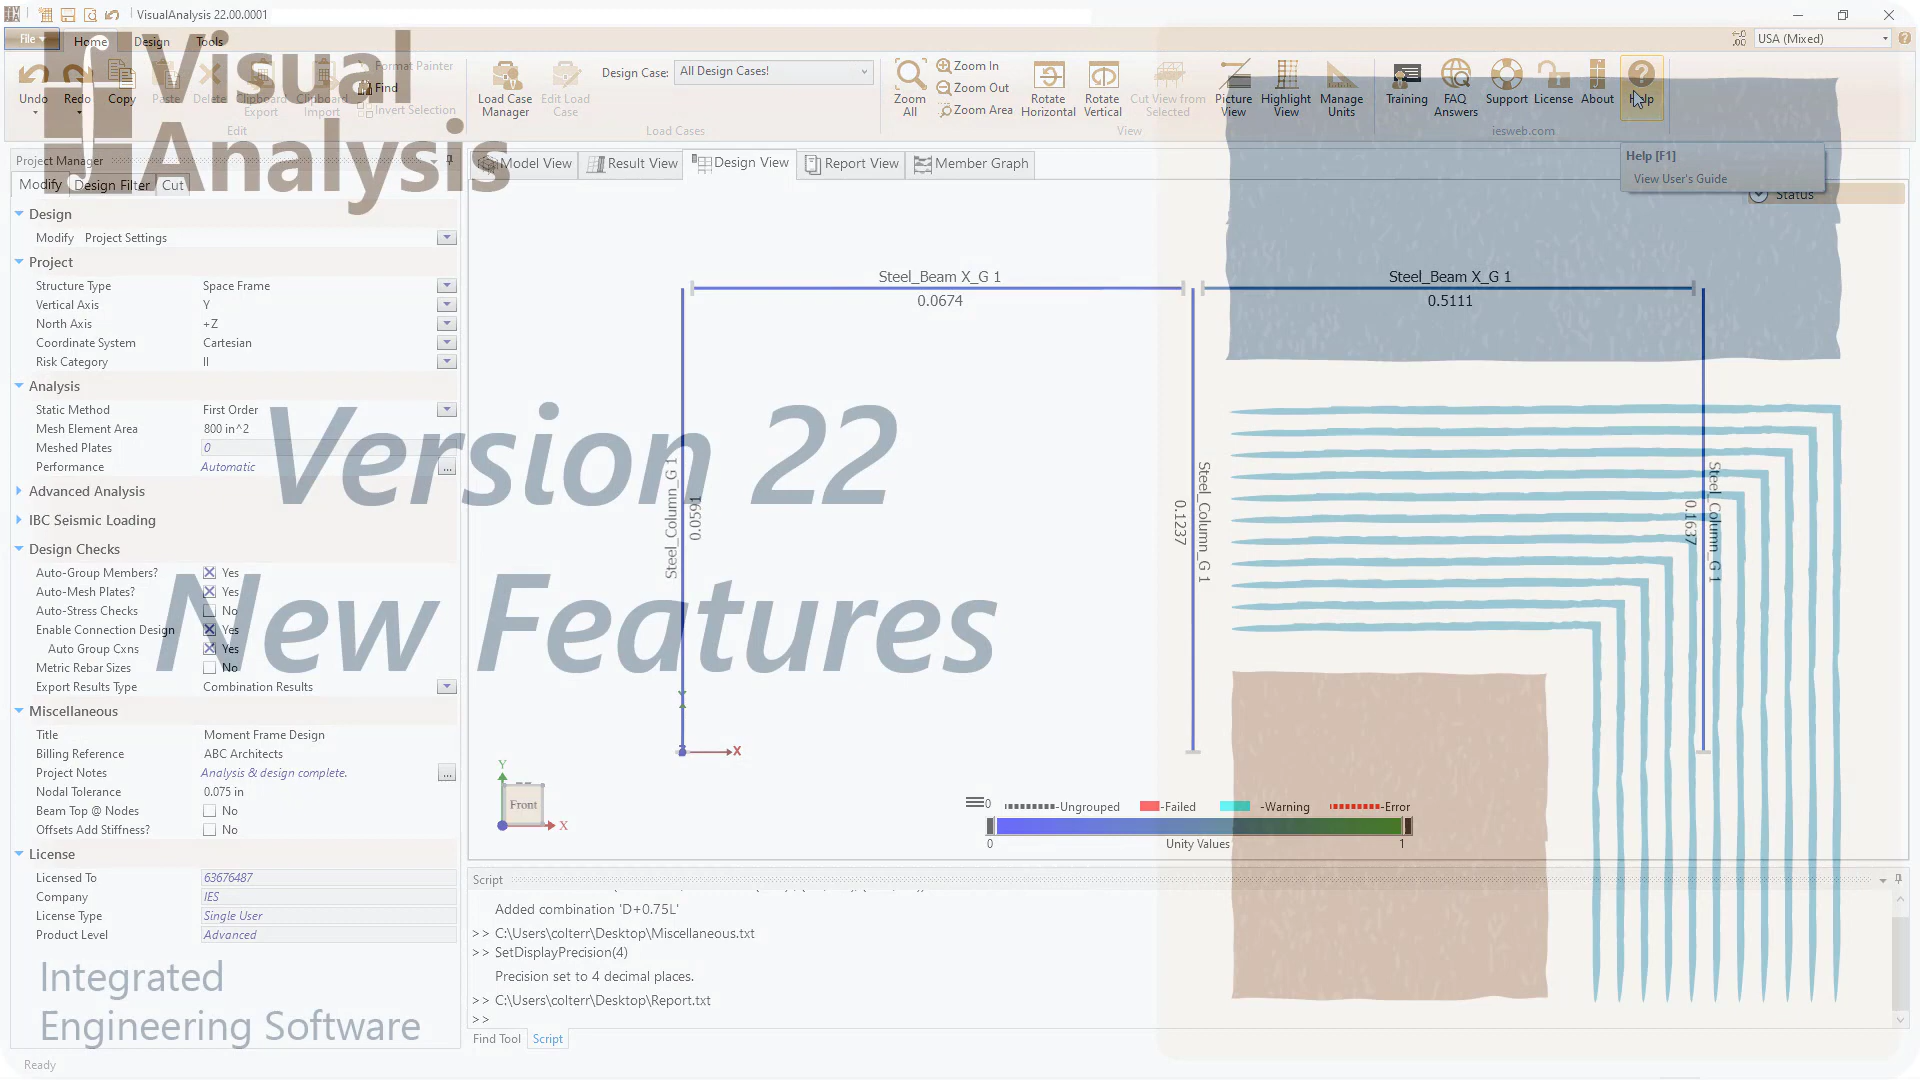 VisualAnalysis 22.00.0001
File
Home
Design
Tools
USA (Mixed)
Visual
Analysis
Undo
Redo
Copy
Paste
Delete
Clipboard Export
Clipboard Import
Format Painter
Find
Invert Selection
Edit
Load Case Manager
Edit Load Case
Design Case:
All Design Cases!
Load Cases
Zoom All
Zoom In
Zoom Out
Zoom Area
Rotate Horizontal
Rotate Vertical
Cut View from Selected
Picture View
Highlight View
Manage Units
View
Training
FAQ Answers
Support
License
About
Help
iesweb.com
Help [F1]
View User's Guide
Status
Project Manager
Modify
Design Filter
Cut
Model View
Result View
Design View
Report View
Member Graph
Design
Modify Project Settings
Project
Structure Type Space Frame
Vertical Axis Y
North Axis +Z
Coordinate System Cartesian
Risk Category II
Analysis
Static Method First Order
Mesh Element Area 800 in^2
Meshed Plates 0
Performance Automatic ...
Advanced Analysis
IBC Seismic Loading
Design Checks
Auto-Group Members? Yes
Auto-Mesh Plates? Yes
Auto-Stress Checks No
Enable Connection Design Yes
Auto Group Cxns Yes
Metric Rebar Sizes No
Export Results Type Combination Results
Miscellaneous
Title Moment Frame Design
Billing Reference ABC Architects
Project Notes Analysis & design complete. ...
Nodal Tolerance 0.075 in
Beam Top @ Nodes No
Offsets Add Stiffness? No
License
Licensed To 63676487
Company IES
License Type Single User
Product Level Advanced
Integrated
Engineering Software
Ready
Version 22
New Features
Steel_Beam X_G 1
0.0674
Steel_Beam X_G 1
0.5111
Steel_Column_G 1
0.0591
Steel_Column_G 1
0.1237
Steel_Column_G 1
0.1637
Y
X
Y
Front
X
0
-Ungrouped
-Failed
-Warning
-Error
0
Unity Values
1
Script
Added combination 'D+0.75L'
>> C:\Users\colterr\Desktop\Miscellaneous.txt
>> SetDisplayPrecision(4)
Precision set to 4 decimal places.
>> C:\Users\colterr\Desktop\Report.txt
>>
Find Tool
Script